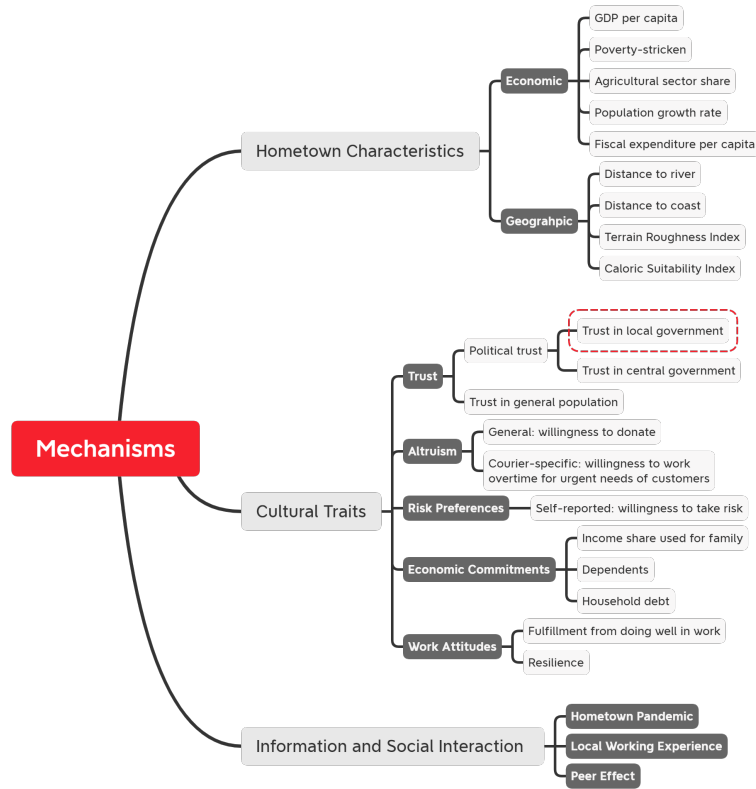 Mechanisms
Hometown Characteristics
Economic
GDP per capita
Poverty-stricken
Agricultural sector share
Population growth rate
Fiscal expenditure per capita
Geograhpic
Distance to river
Distance to coast
Terrain Roughness Index
Caloric Suitability Index
Cultural Traits
Trust
Political trust
Trust in local government
Trust in central government
Trust in general population
Altruism
General: willingness to donate
Courier-specific: willingness to work
overtime for urgent needs of customers
Risk Preferences
Self-reported: willingness to take risk
Economic Commitments
Income share used for family
Dependents
Household debt
Work Attitudes
Fulfillment from doing well in work
Resilience
Information and Social Interaction
Hometown Pandemic
Local Working Experience
Peer Effect